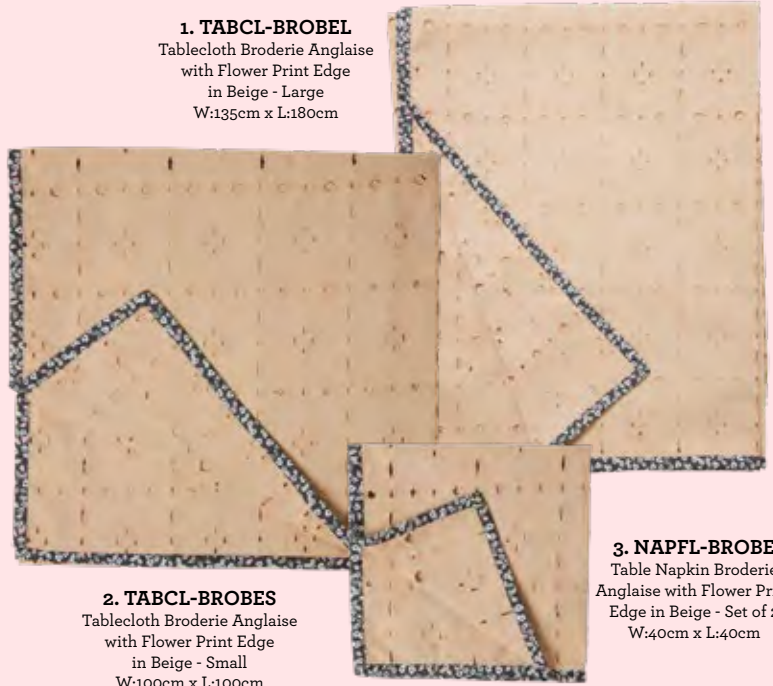 1. TABCL-BROBEL
Tablecloth Broderie Anglaise
with Flower Print Edge
in Beige - Large
W:135cm x L:180cm
2. TABCL-BROBES
Tablecloth Broderie Anglaise
with Flower Print Edge
in Beige - Small
W:100cm x L:100cm
3. NAPFL-BROBE
Table Napkin Broderie
Anglaise with Flower Pri
Edge in Beige - Set of 2
W:40cm x L:40cm